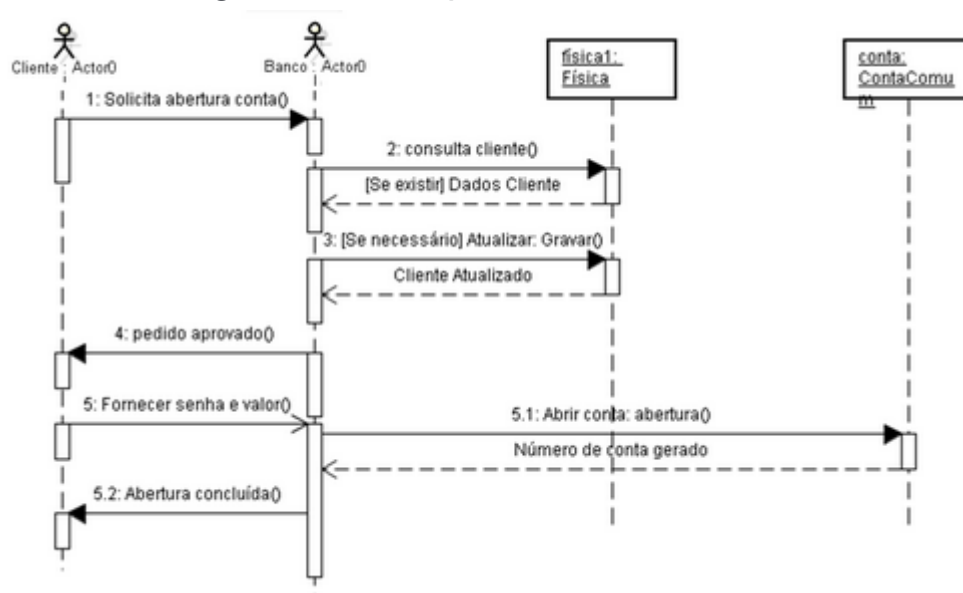 Cliente : Actor0
Banco : Actor0
física1:
Física
conta:
ContaComu
m
1: Solicita abertura conta()
2: consulta cliente()
[Se existir] Dados Cliente
3: [Se necessário] Atualizar: Gravar()
Cliente Atualizado
4: pedido aprovado()
5: Fornecer senha e valor()
5.1: Abrir conta: abertura()
Número de conta gerado
5.2: Abertura concluída()